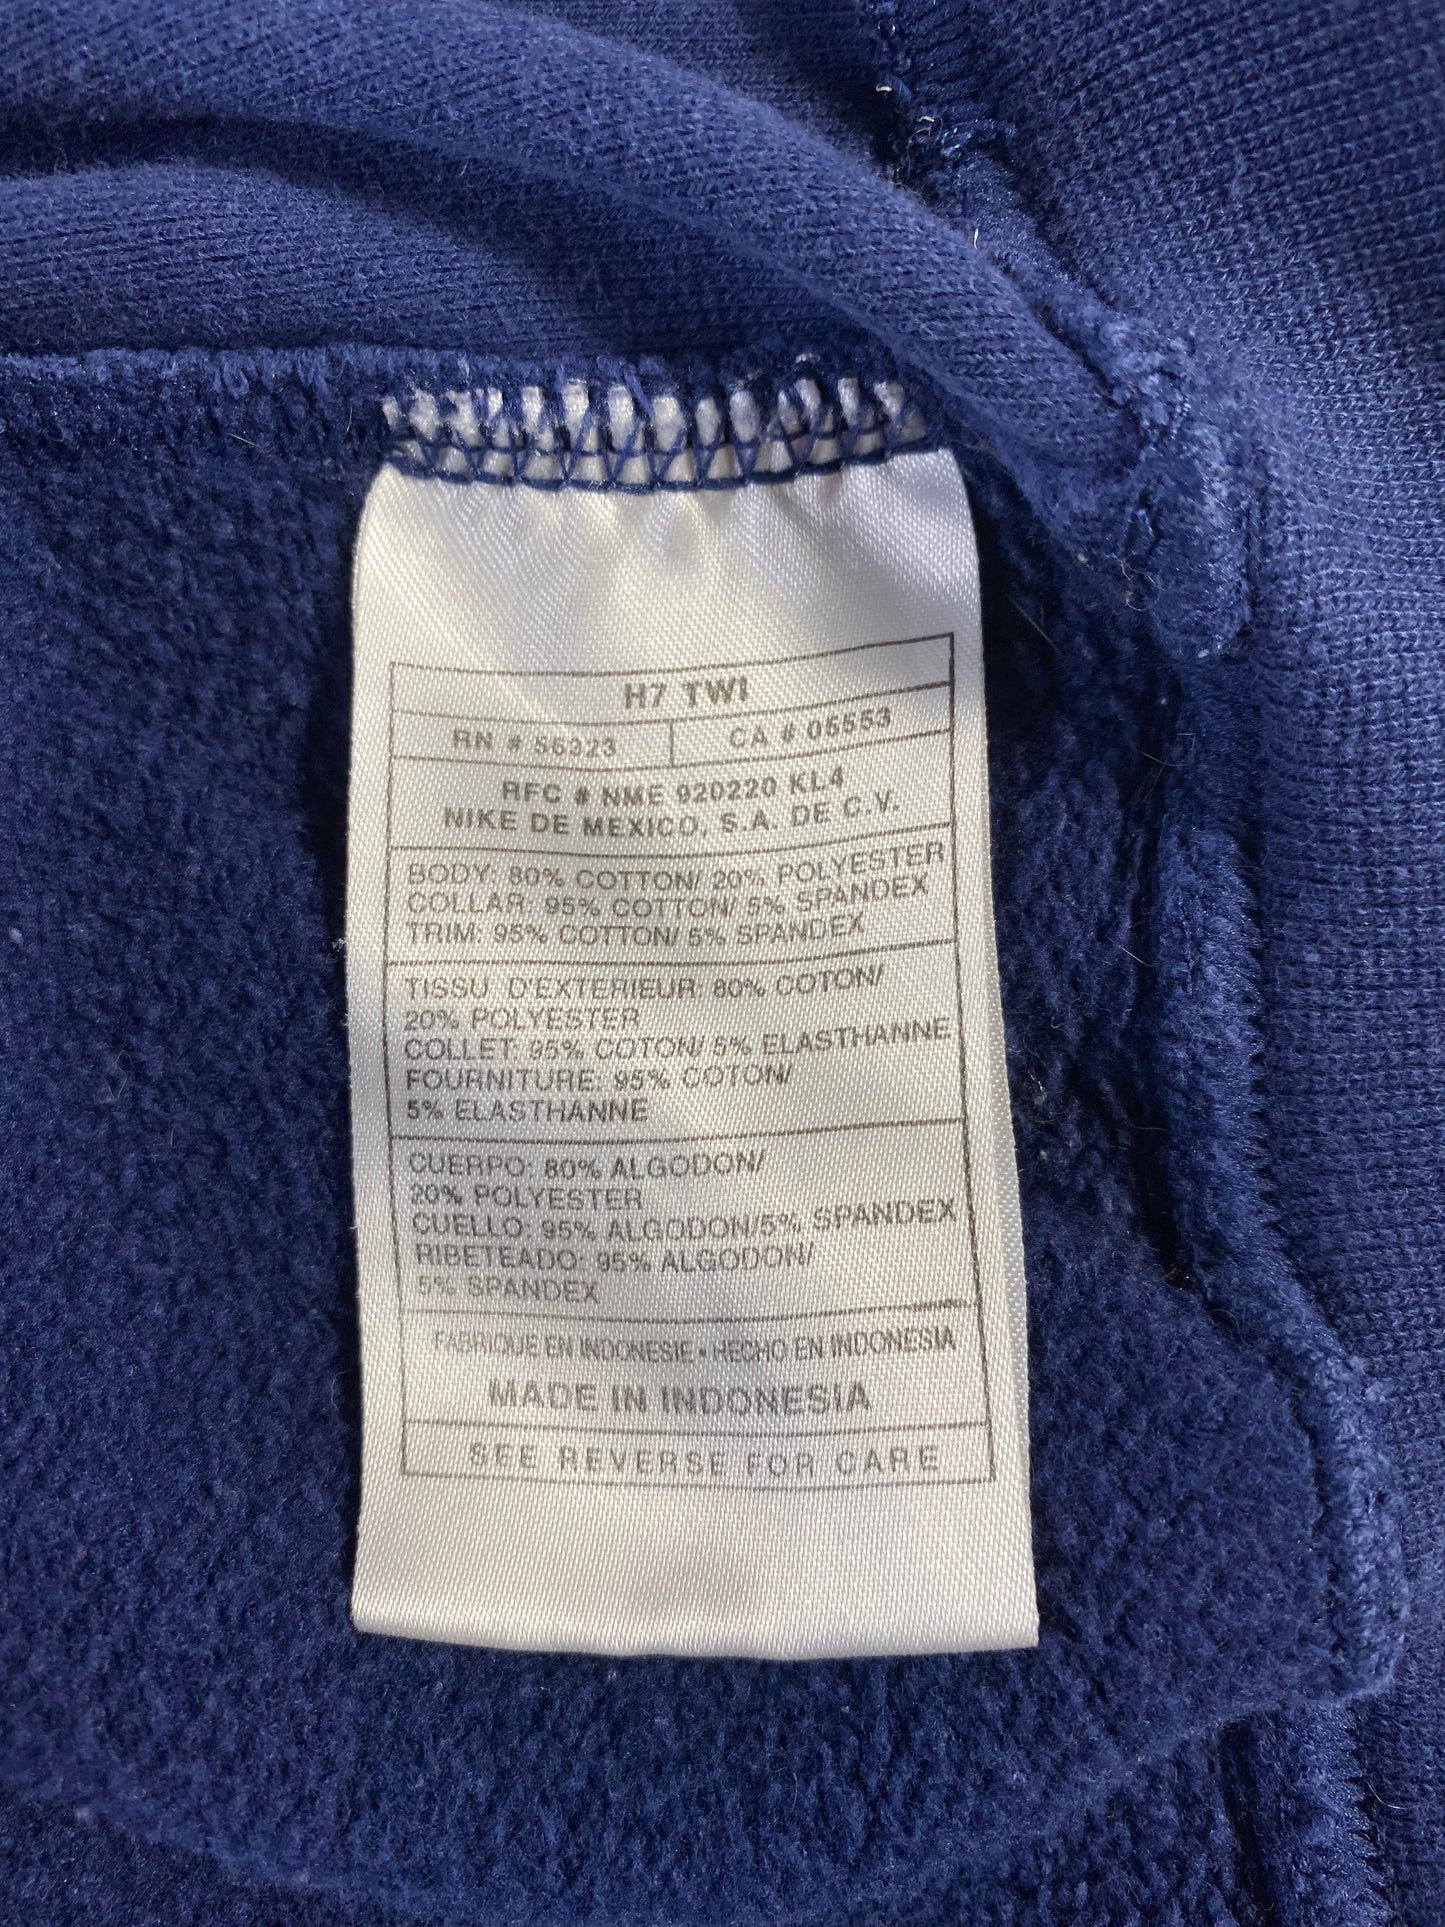 H7 TWI
RN # 56323 CA # 05553
RFC # NME 920220 KL4
NIKE DE MEXICO, S.A. DE C.V.
BODY: 80% COTTON/ 20% POLYESTER
COLLAR: 95% COTTON/ 5% SPANDEX
TRIM: 95% COTTON/ 5% SPANDEX
TISSU D'EXTERIEUR: 80% COTON/
20% POLYESTER
COLLET: 95% COTON/ 5% ELASTHANNE
FOURNITURE: 95% COTON/
5% ELASTHANNE
CUERPO: 80% ALGODON/
20% POLYESTER
CUELLO: 95% ALGODON/5% SPANDEX
RIBETEADO: 95% ALGODON/
5% SPANDEX
FABRIQUE EN INDONESIE • HECHO EN INDONESIA
MADE IN INDONESIA
SEE REVERSE FOR CARE